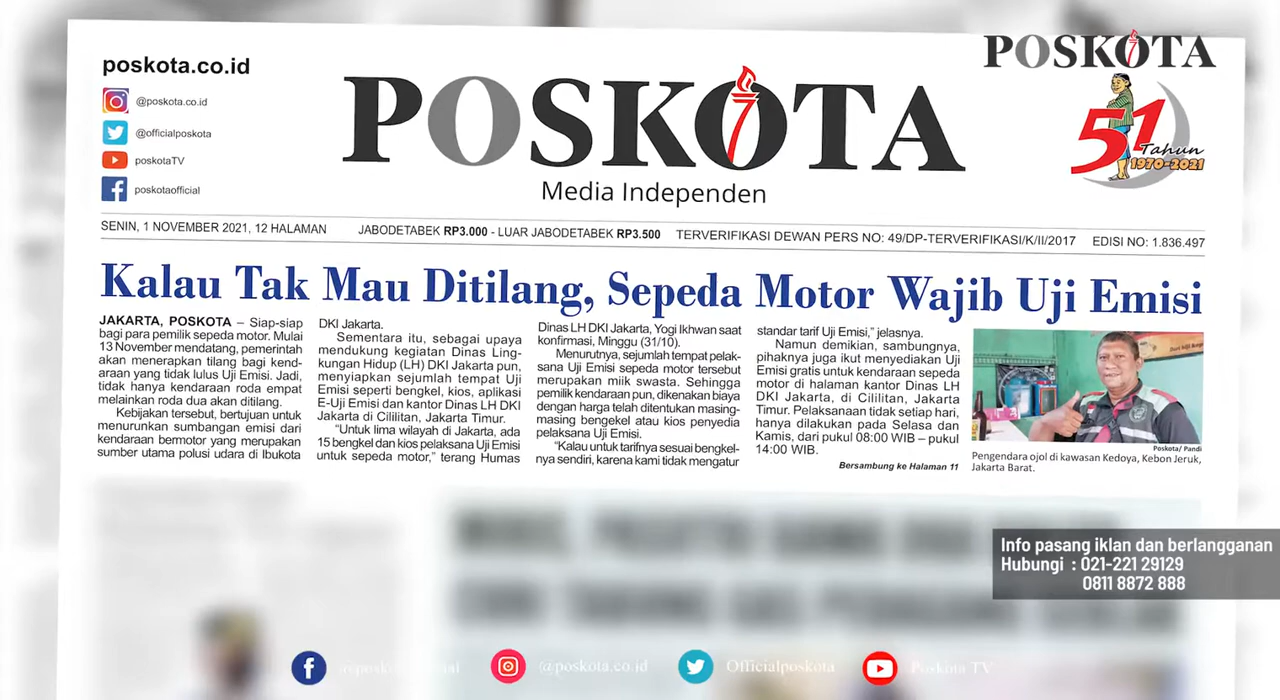 poskota.co.id
@poskota.co.id
@officialposkota
poskotaTV
poskotaofficial
POSKOTA
Media Independen
POSKOTA
51
Tahun
1970-2021
SENIN, 1 NOVEMBER 2021, 12 HALAMAN
JABODETABEK RP3.000 - LUAR JABODETABEK RP3.500
TERVERIFIKASI DEWAN PERS NO: 49/DP-TERVERIFIKASI/K/II/2017
EDISI NO: 1.836.497
Kalau Tak Mau Ditilang, Sepeda Motor Wajib Uji Emisi
JAKARTA, POSKOTA – Siap-siap
bagi para pemilik sepeda motor. Mulai
13 November mendatang, pemerintah
akan menerapkan tilang bagi kend-
araan yang tidak lulus Uji Emisi. Jadi,
tidak hanya kendaraan roda empat
melainkan roda dua akan ditilang.
Kebijakan tersebut, bertujuan untuk
menurunkan sumbangan emisi dari
kendaraan bermotor yang merupakan
sumber utama polusi udara di Ibukota
DKI Jakarta.
Sementara itu, sebagai upaya
mendukung kegiatan Dinas Ling-
kungan Hidup (LH) DKI Jakarta pun,
menyiapkan sejumlah tempat Uji
Emisi seperti bengkel, kios, aplikasi
E-Uji Emisi dan kantor Dinas LH DKI
Jakarta di Cililitan, Jakarta Timur.
“Untuk lima wilayah di Jakarta, ada
15 bengkel dan kios pelaksana Uji Emisi
untuk sepeda motor,” terang Humas
Dinas LH DKI Jakarta, Yogi Ikhwan saat
konfirmasi, Minggu (31/10).
Menurutnya, sejumlah tempat pelak-
sana Uji Emisi sepeda motor tersebut
merupakan miik swasta. Sehingga
pemilik kendaraan pun, dikenakan biaya
dengan harga telah ditentukan masing-
masing bengkel atau kios penyedia
pelaksana Uji Emisi.
“Kalau untuk tarifnya sesuai bengkel-
nya sendiri, karena kami tidak mengatur
standar tarif Uji Emisi,” jelasnya.
Namun demikian, sambungnya,
pihaknya juga ikut menyediakan Uji
Emisi gratis untuk kendaraan sepeda
motor di halaman kantor Dinas LH
DKI Jakarta, di Cililitan, Jakarta
Timur. Pelaksanaan tidak setiap hari,
hanya dilakukan pada Selasa dan
Kamis, dari pukul 08:00 WIB – pukul
14:00 WIB.
Bersambung ke Halaman 11
Poskota/ Pandi
Pengendara ojol di kawasan Kedoya, Kebon Jeruk,
Jakarta Barat.
Info pasang iklan dan berlangganan
Hubungi : 021-221 29129
0811 8872 888
@poskota.co.id
Officialposkota
Poskota TV